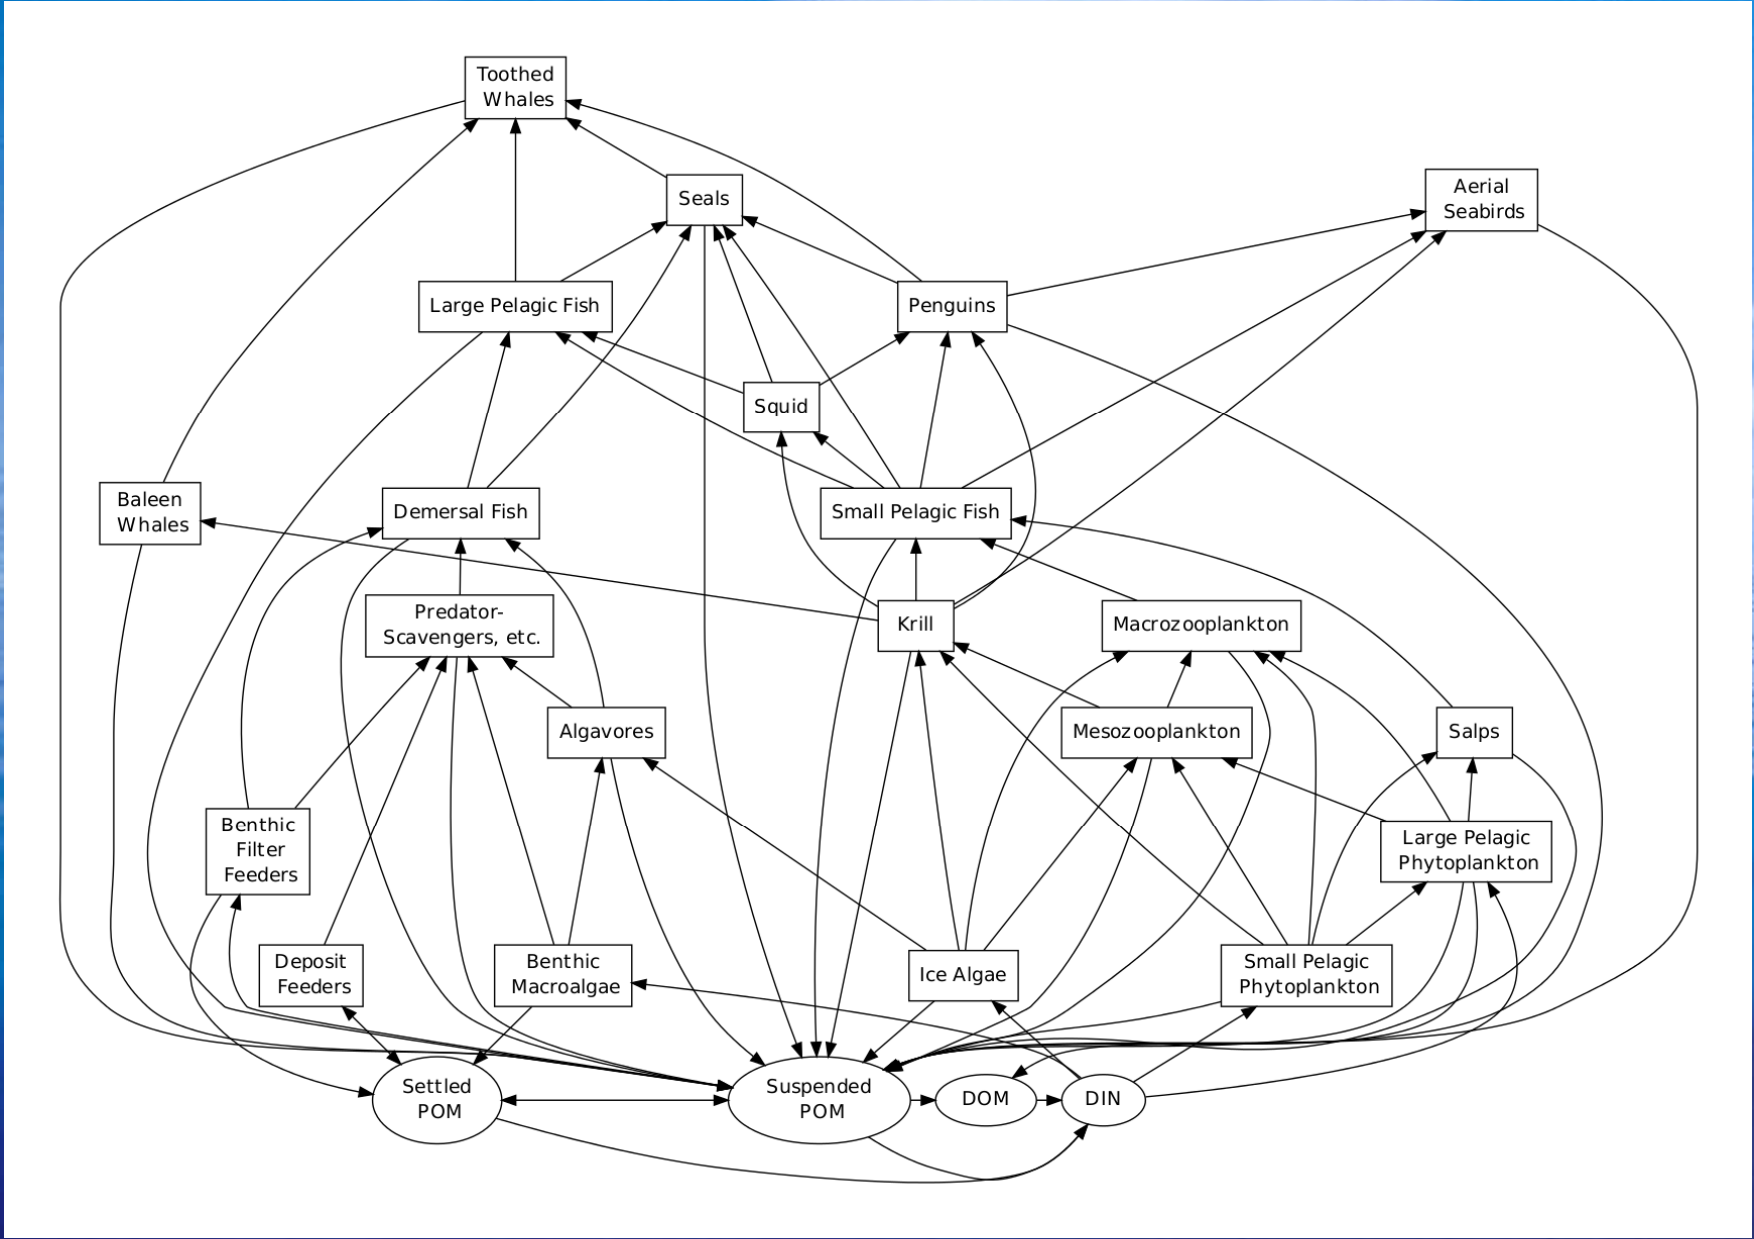 Toothed
Whales
Seals
Aerial
Seabirds
Large Pelagic Fish
Penguins
Squid
Baleen
Whales
Demersal Fish
Small Pelagic Fish
Predator-
Scavengers, etc.
Krill
Macrozooplankton
Algavores
Mesozooplankton
Salps
Benthic
Filter
Feeders
Large Pelagic
Phytoplankton
Deposit
Feeders
Benthic
Macroalgae
Ice Algae
Small Pelagic
Phytoplankton
Settled
POM
Suspended
POM
DOM
DIN